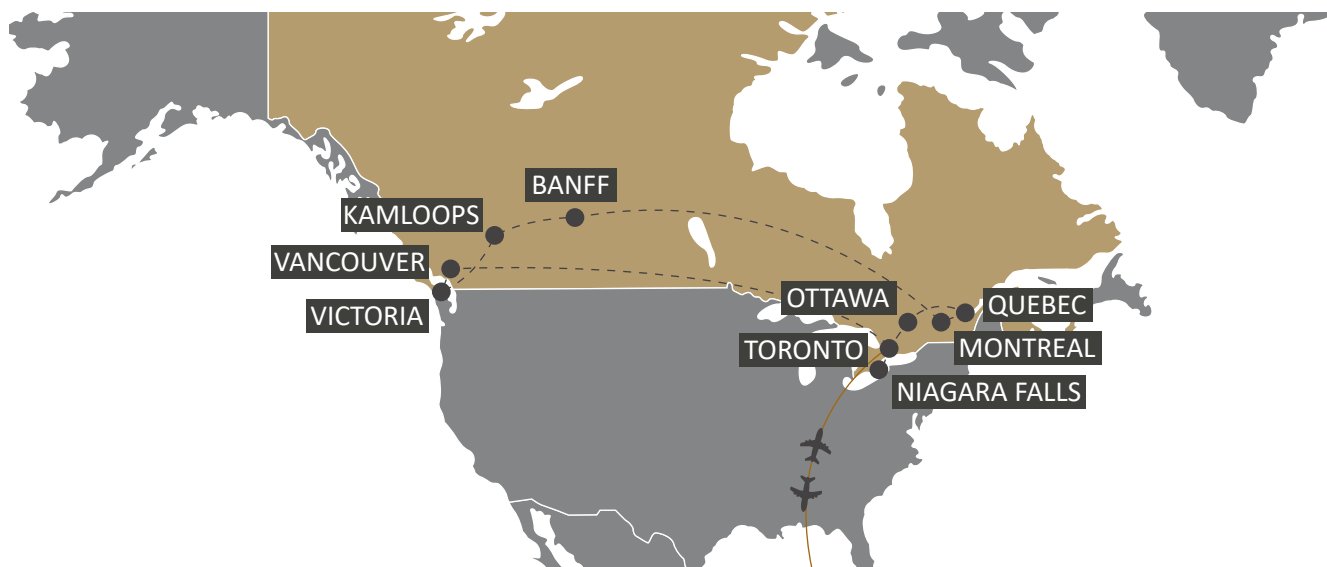 BANFF
KAMLOOPS
VANCOUVER
VICTORIA
OTTAWA
QUEBEC
TORONTO
MONTREAL
NIAGARA FALLS